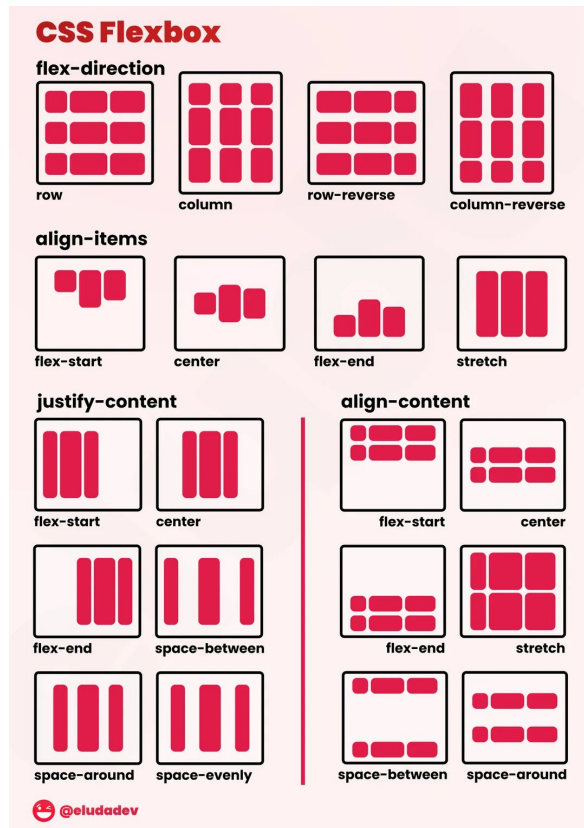 CSS Flexbox
flex-direction
row
column
row-reverse
column-reverse
align-items
flex-start
center
flex-end
stretch
justify-content
flex-start
center
flex-end
space-between
space-around
space-evenly
align-content
flex-start
center
flex-end
stretch
space-between
space-around
@eludadev